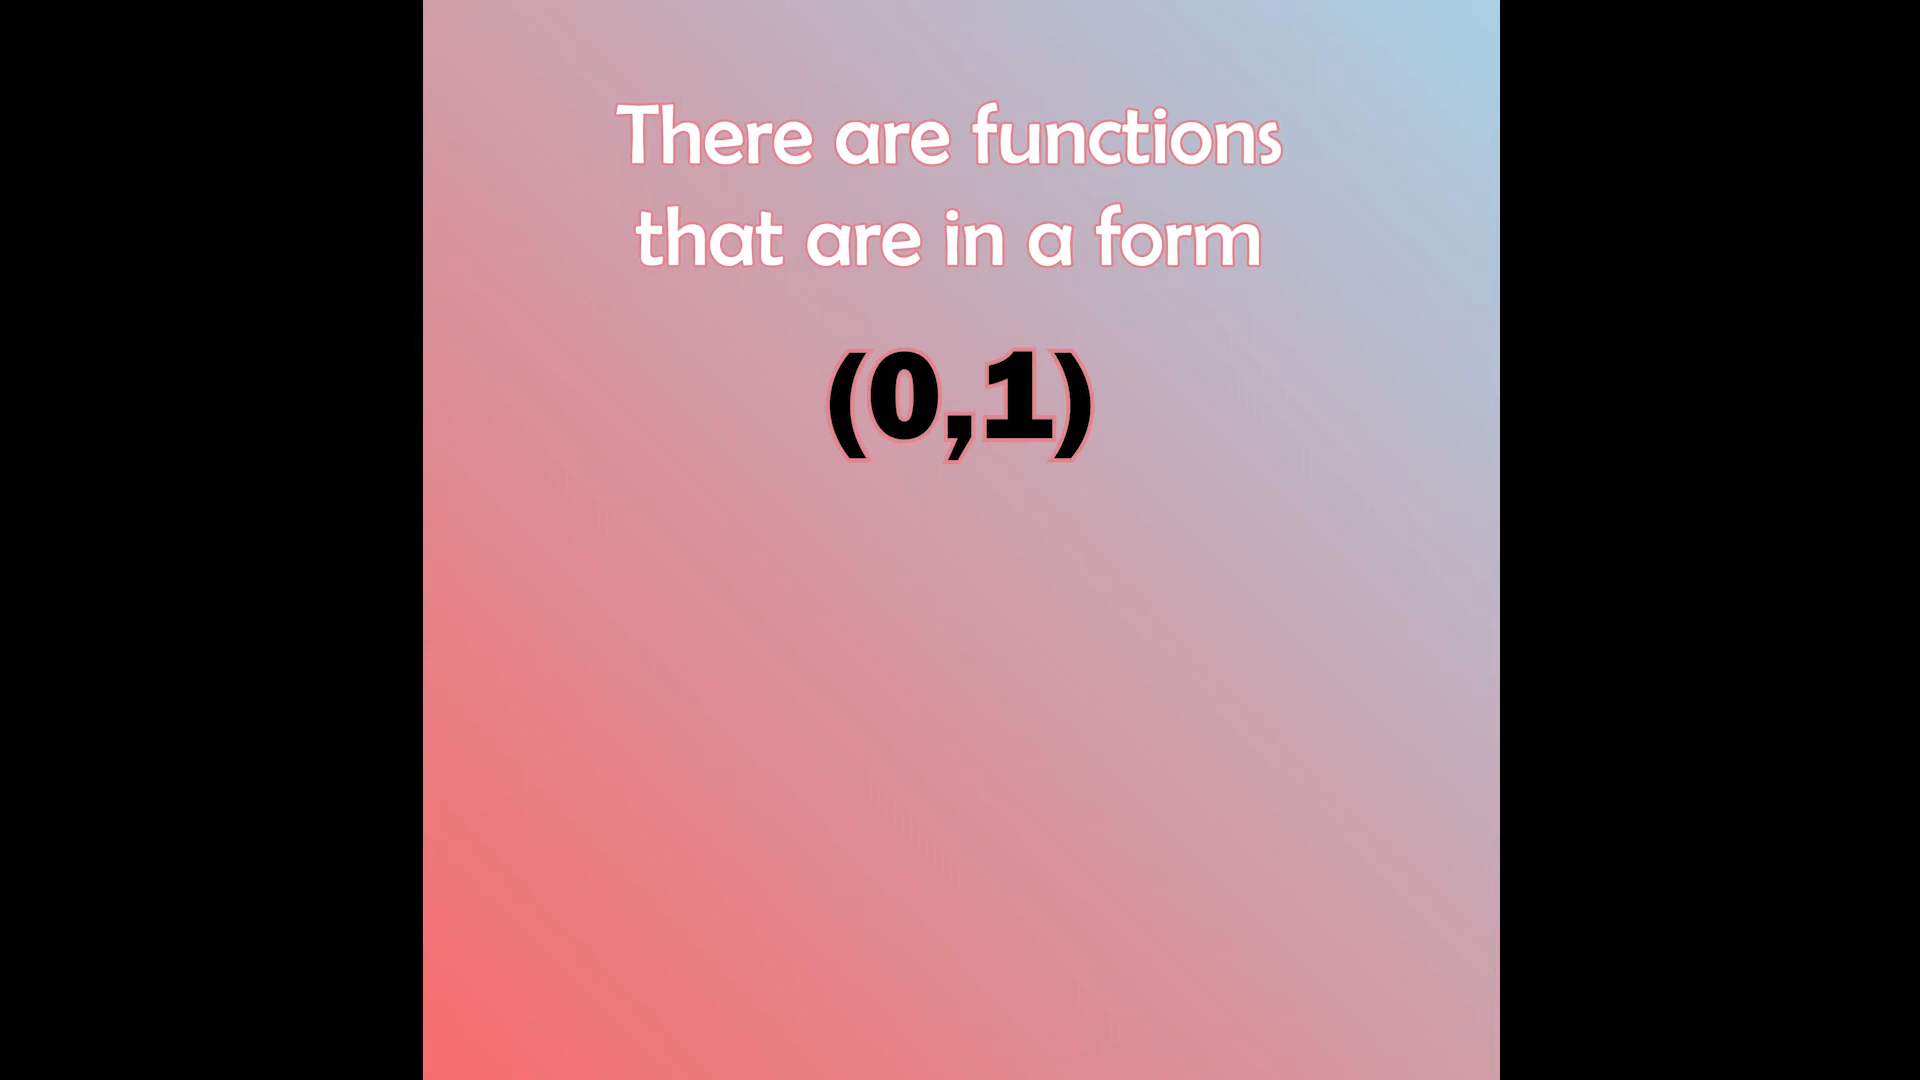 There are functions
that are in a form
(0,1)